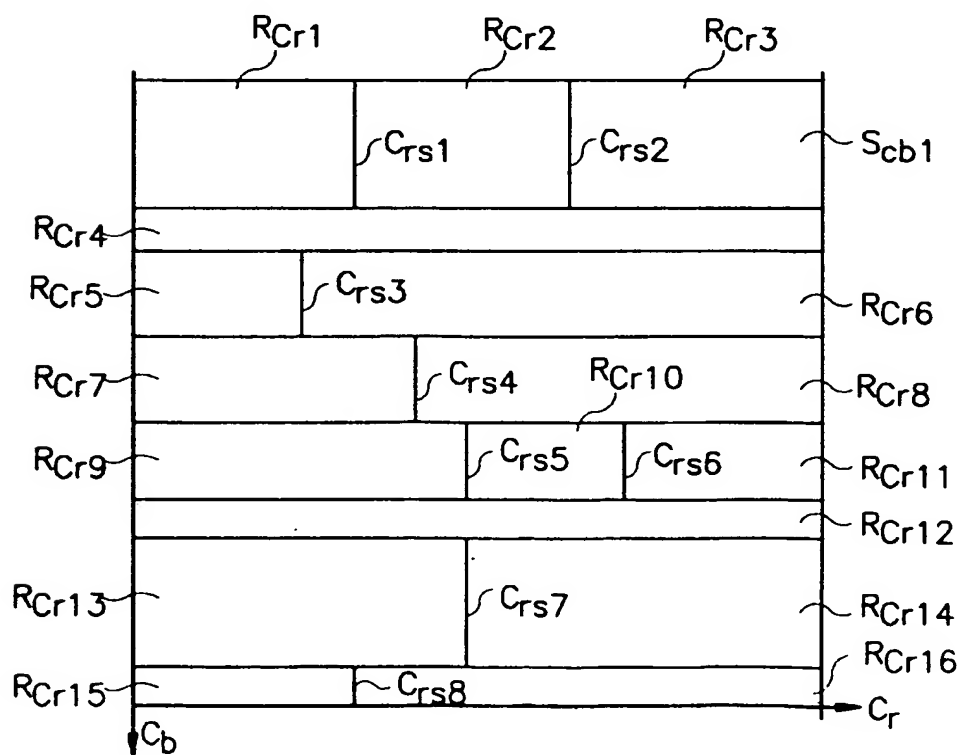 RCr1 RCr2 RCr3
Crs1 Crs2 Scb1
RCr4
RCr5 Crs3 RCr6
RCr7 Crs4 RCr10 RCr8
RCr9 Crs5 Crs6 RCr11
RCr12
RCr13 Crs7 RCr14
RCr16
RCr15 Crs8
Cr
Cb